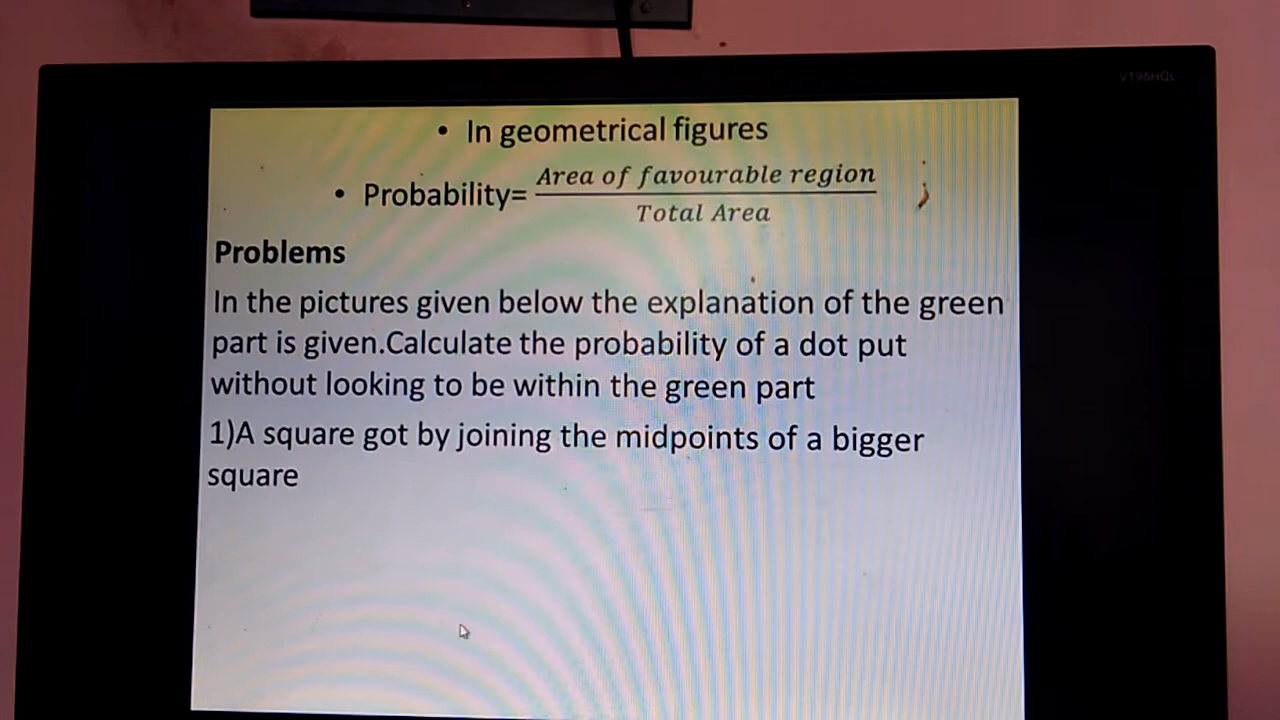 V196HQL
• In geometrical figures
• Probability= Area of favourable region / Total Area
Problems
In the pictures given below the explanation of the green
part is given.Calculate the probability of a dot put
without looking to be within the green part
1)A square got by joining the midpoints of a bigger
square